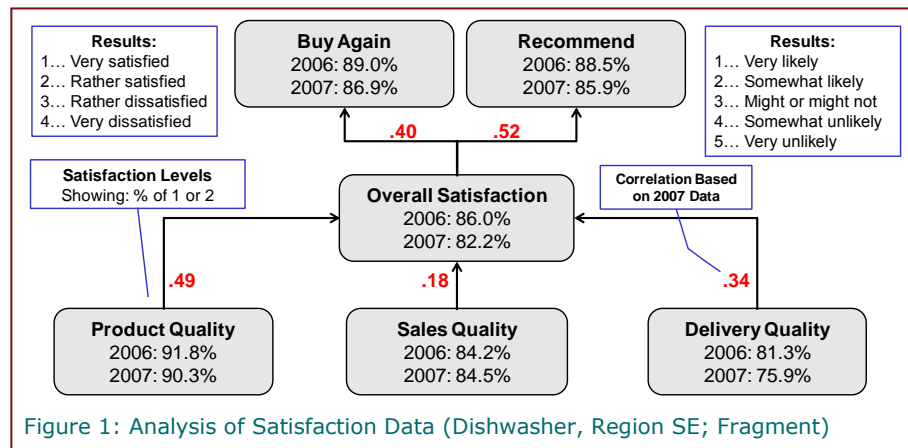 Results:
1... Very satisfied
2... Rather satisfied
3... Rather dissatisfied
4... Very dissatisfied
Buy Again
2006: 89.0%
2007: 86.9%
Recommend
2006: 88.5%
2007: 85.9%
Results:
1... Very likely
2... Somewhat likely
3... Might or might not
4... Somewhat unlikely
5... Very unlikely
.40
.52
Satisfaction Levels
Showing: % of 1 or 2
Overall Satisfaction
2006: 86.0%
2007: 82.2%
Correlation Based
on 2007 Data
.49
.18
.34
Product Quality
2006: 91.8%
2007: 90.3%
Sales Quality
2006: 84.2%
2007: 84.5%
Delivery Quality
2006: 81.3%
2007: 75.9%
Figure 1: Analysis of Satisfaction Data (Dishwasher, Region SE; Fragment)